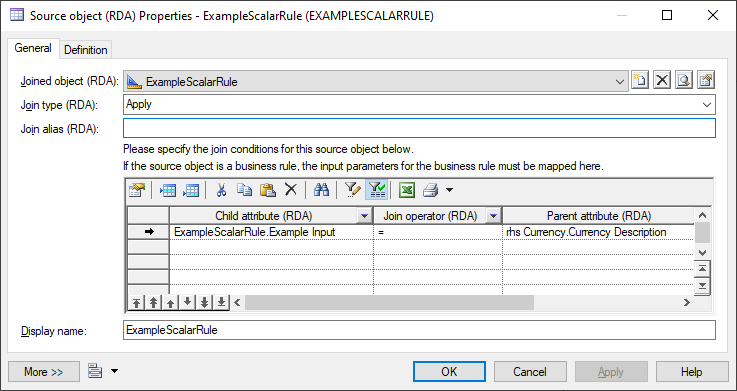 Source object (RDA) Properties - ExampleScalarRule (EXAMPLESCALARRULE)
General Definition
Joined object (RDA): ExampleScalarRule
Join type (RDA): Apply
Join alias (RDA):
Please specify the join conditions for this source object below.
If the source object is a business rule, the input parameters for the business rule must be mapped here.
Child attribute (RDA) Join operator (RDA) Parent attribute (RDA)
ExampleScalarRule.Example Input = rhs Currency.Currency Description
Display name: ExampleScalarRule
More >> OK Cancel Apply Help